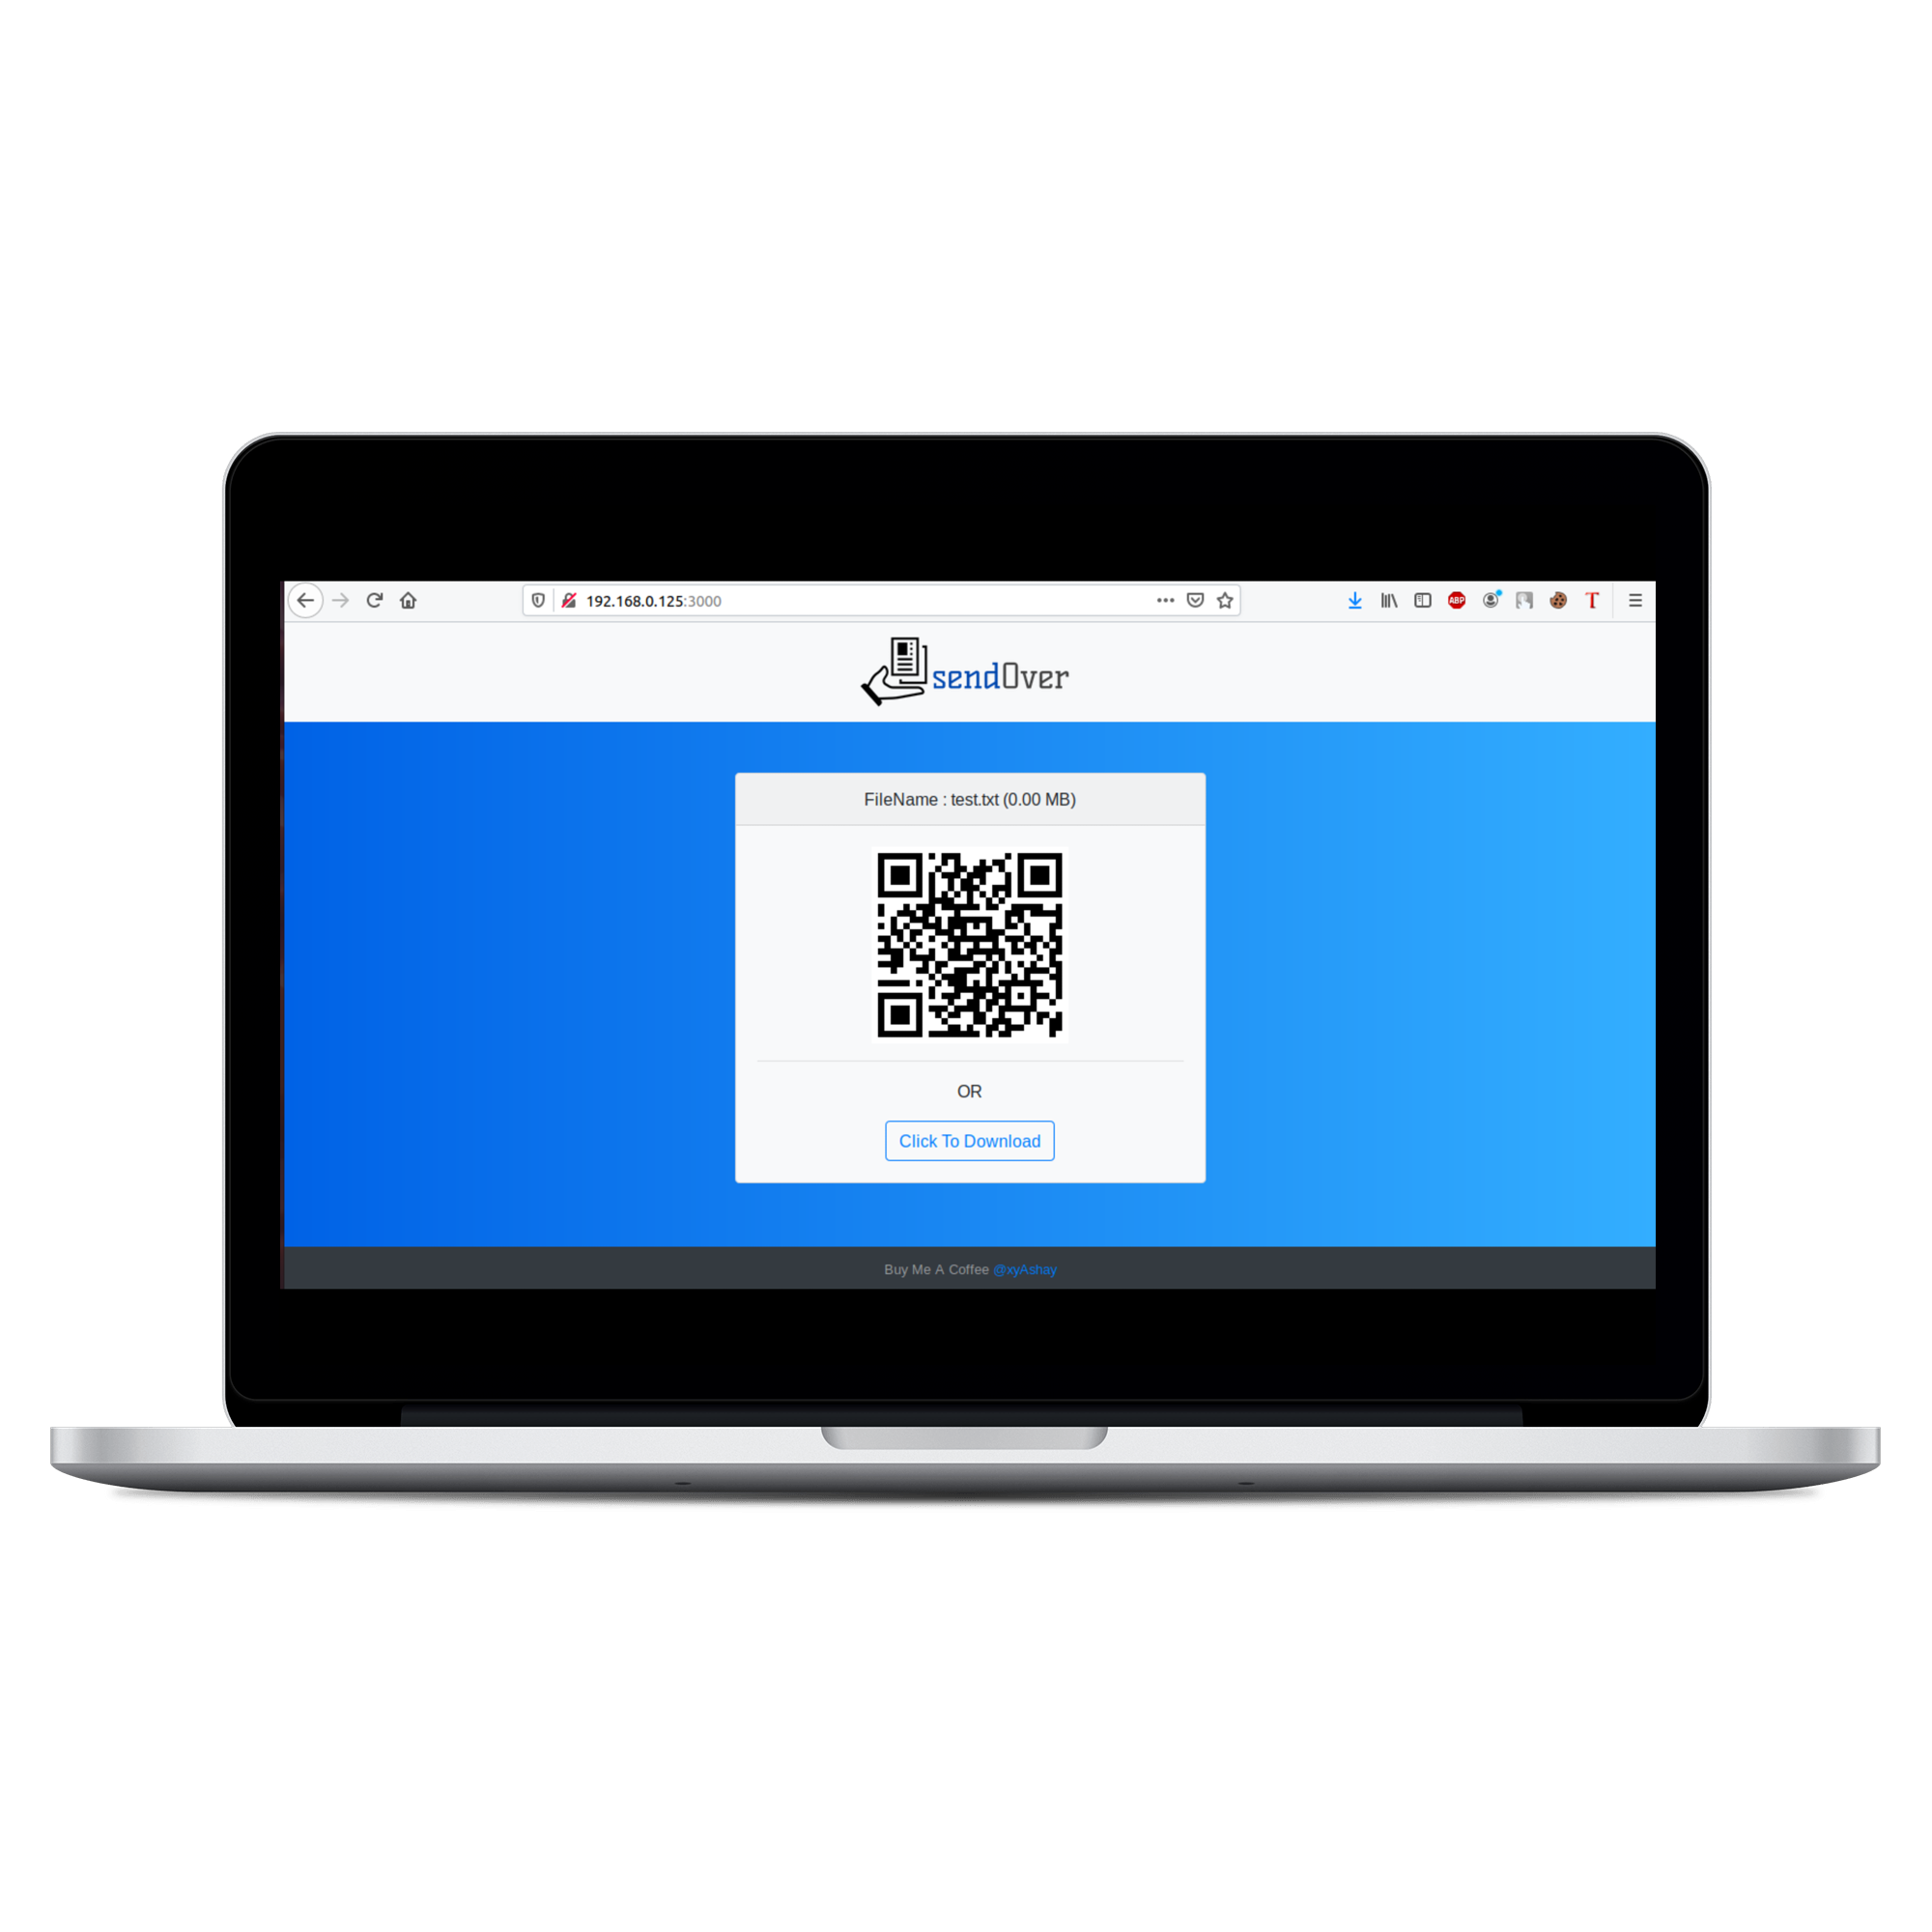 192.168.0.125:3000
ABP
T
sendOver
FileName : test.txt (0.00 MB)
OR
Click To Download
Buy Me A Coffee @xyAshay